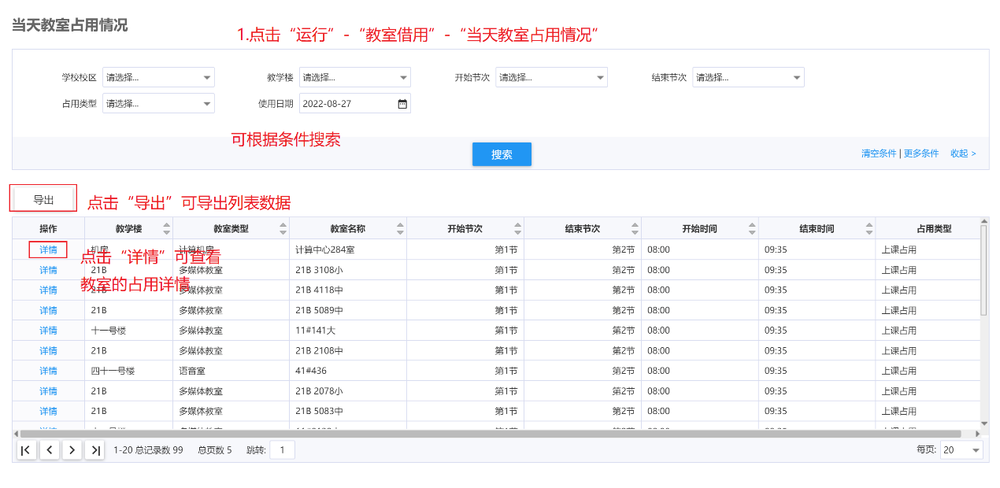 当天教室占用情况
1.点击“运行”-“教室借用”-“当天教室占用情况”
学校校区 请选择... 教学楼 请选择... 开始节次 请选择... 结束节次 请选择...
占用类型 请选择... 使用日期 2022-08-27
可根据条件搜索
搜索 清空条件 | 更多条件 收起 >
导出 点击“导出”可导出列表数据
操作 教学楼 教室类型 教室名称 开始节次 结束节次 开始时间 结束时间 占用类型
详情 机房 计算机房 计算中心284室 第1节 第2节 08:00 09:35 上课占用
点击“详情”可查看
详情 21B 多媒体教室 21B 3108小 第1节 第2节 08:00 09:35 上课占用
教室的占用详情
详情 21B 多媒体教室 21B 4118中 第1节 第2节 08:00 09:35 上课占用
详情 21B 多媒体教室 21B 5089中 第1节 第2节 08:00 09:35 上课占用
详情 十一号楼 多媒体教室 11#141大 第1节 第2节 08:00 09:35 上课占用
详情 21B 多媒体教室 21B 2108中 第1节 第2节 08:00 09:35 上课占用
详情 四十一号楼 语音室 41#436 第1节 第2节 08:00 09:35 上课占用
详情 21B 多媒体教室 21B 2078小 第1节 第2节 08:00 09:35 上课占用
详情 21B 多媒体教室 21B 5083中 第1节 第2节 08:00 09:35 上课占用
1-20 总记录数 99 总页数 5 跳转: 1 每页: 20